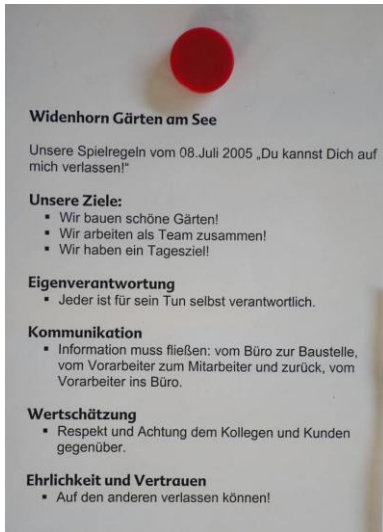 Widenhorn Gärten am See
Unsere Spielregeln vom 08.Juli 2005 „Du kannst Dich auf
mich verlassen!“
Unsere Ziele:
▪ Wir bauen schöne Gärten!
▪ Wir arbeiten als Team zusammen!
▪ Wir haben ein Tagesziel!
Eigenverantwortung
▪ Jeder ist für sein Tun selbst verantwortlich.
Kommunikation
▪ Information muss fließen: vom Büro zur Baustelle,
vom Vorarbeiter zum Mitarbeiter und zurück, vom
Vorarbeiter ins Büro.
Wertschätzung
▪ Respekt und Achtung dem Kollegen und Kunden
gegenüber.
Ehrlichkeit und Vertrauen
▪ Auf den anderen verlassen können!